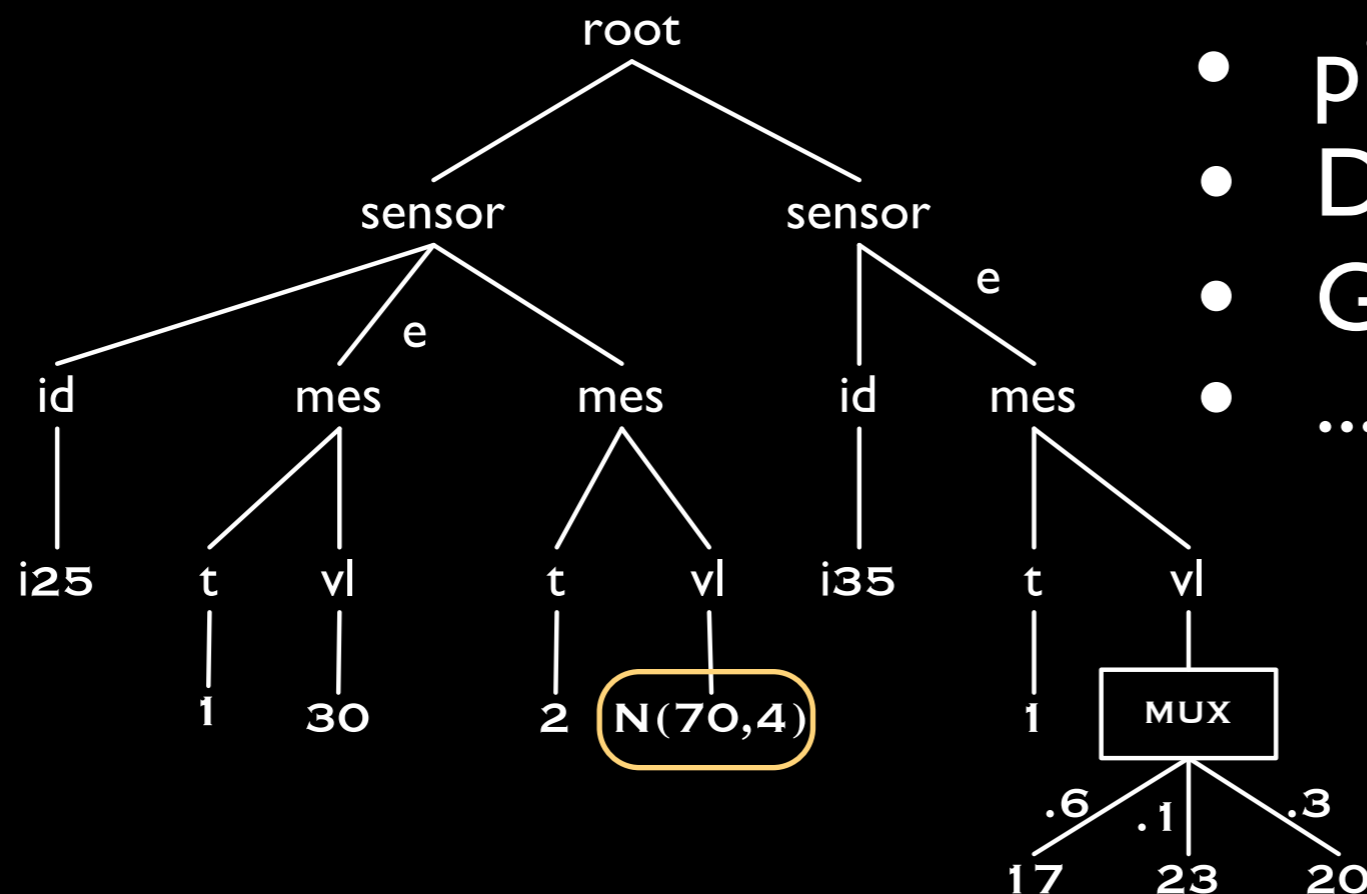 root
sensor sensor
e
e
id mes mes id mes
i25 t vl t vl i35 t vl
1 30 2 N(70,4) 1 MUX
.6 .1 .3
17 23 20
• P
• D
• G
• ...